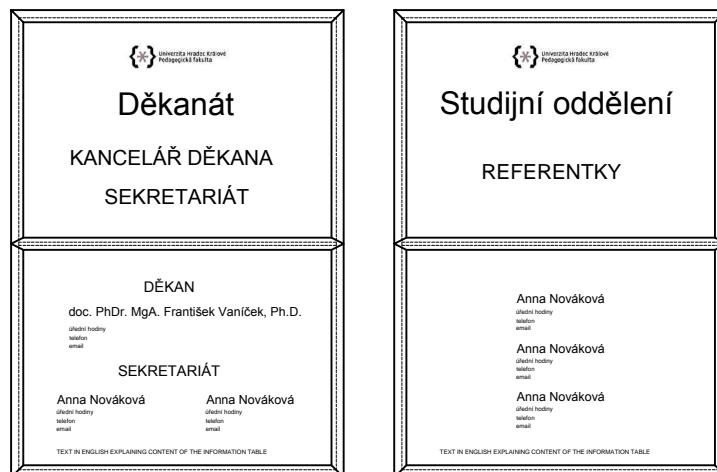 Univerzita Hradec Králové
Pedagogická fakulta
Děkanát
KANCELÁŘ DĚKANA
SEKRETARIÁT
DĚKAN
doc. PhDr. MgA. František Vaníček, Ph.D.
úřední hodiny
telefon
email
SEKRETARIÁT
Anna Nováková
úřední hodiny
telefon
email
Anna Nováková
úřední hodiny
telefon
email
TEXT IN ENGLISH EXPLAINING CONTENT OF THE INFORMATION TABLE
Univerzita Hradec Králové
Pedagogická fakulta
Studijní oddělení
REFERENTKY
Anna Nováková
úřední hodiny
telefon
email
Anna Nováková
úřední hodiny
telefon
email
Anna Nováková
úřední hodiny
telefon
email
TEXT IN ENGLISH EXPLAINING CONTENT OF THE INFORMATION TABLE